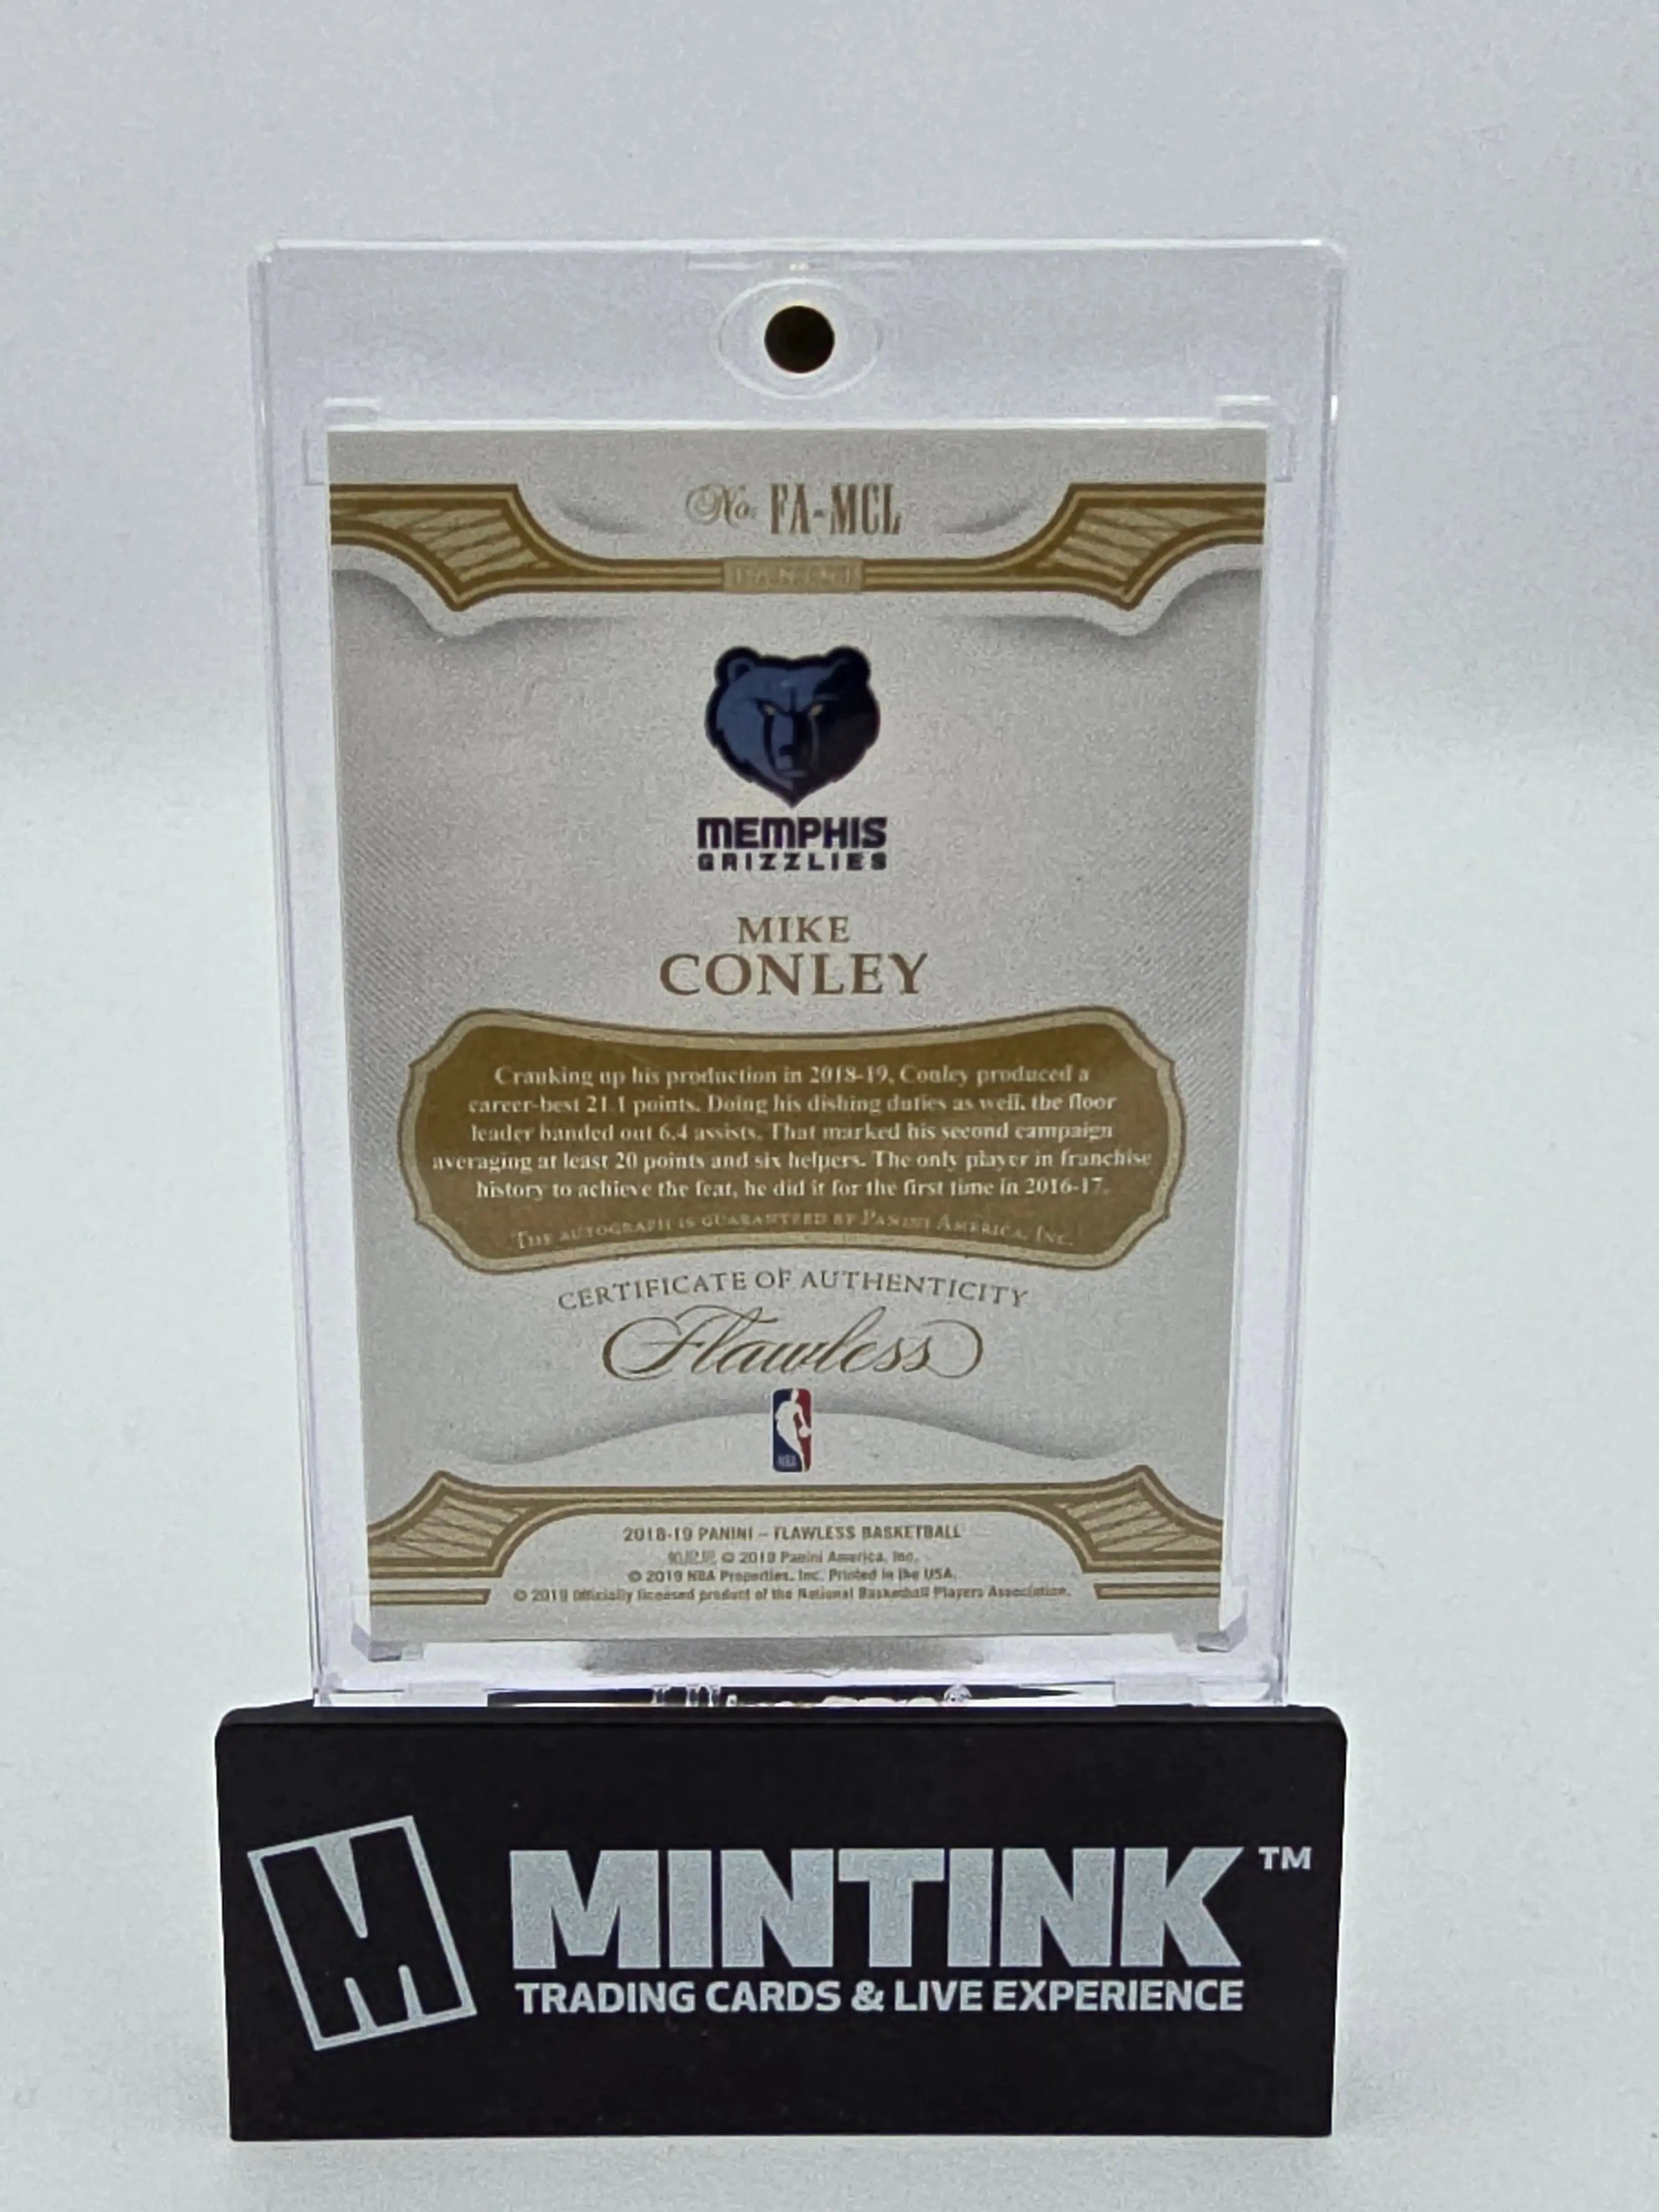 No. FA-MCL
PANINI
MEMPHIS
GRIZZLIES
MIKE
CONLEY
Cranking up his production in 2018-19, Conley produced a
career-best 21.1 points. Doing his dishing duties as well, the floor
leader handed out 6.4 assists. That marked his second campaign
averaging at least 20 points and six helpers. The only player in franchise
history to achieve the feat, he did it for the first time in 2016-17.
THE AUTOGRAPH IS GUARANTEED BY PANINI AMERICA, INC.
CERTIFICATE OF AUTHENTICITY
Flawless
NBA
2018-19 PANINI – FLAWLESS BASKETBALL
© 2019 Panini America, Inc.
© 2019 NBA Properties, Inc. Printed in the USA.
© 2019 Officially licensed product of the National Basketball Players Association.
M MINTINK™
TRADING CARDS & LIVE EXPERIENCE